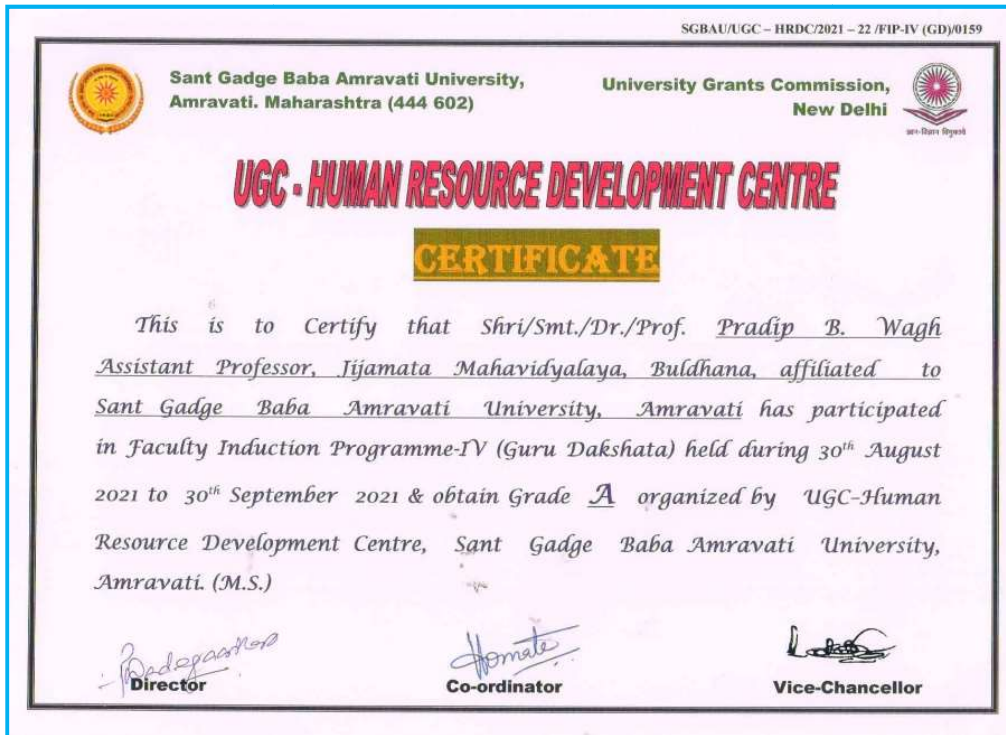 SGBAU/UGC – HRDC/2021 – 22 /FIP-IV (GD)/0159
Sant Gadge Baba Amravati University,
Amravati. Maharashtra (444 602)
University Grants Commission,
New Delhi
ज्ञान-विज्ञान विमुक्तये
UGC - HUMAN RESOURCE DEVELOPMENT CENTRE
CERTIFICATE
This is to Certify that Shri/Smt./Dr./Prof. Pradip B. Wagh
Assistant Professor, Jijamata Mahavidyalaya, Buldhana, affiliated to
Sant Gadge Baba Amravati University, Amravati has participated
in Faculty Induction Programme-IV (Guru Dakshata) held during 30th August
2021 to 30th September 2021 & obtain Grade A organized by UGC-Human
Resource Development Centre, Sant Gadge Baba Amravati University,
Amravati. (M.S.)
Director
Co-ordinator
Vice-Chancellor